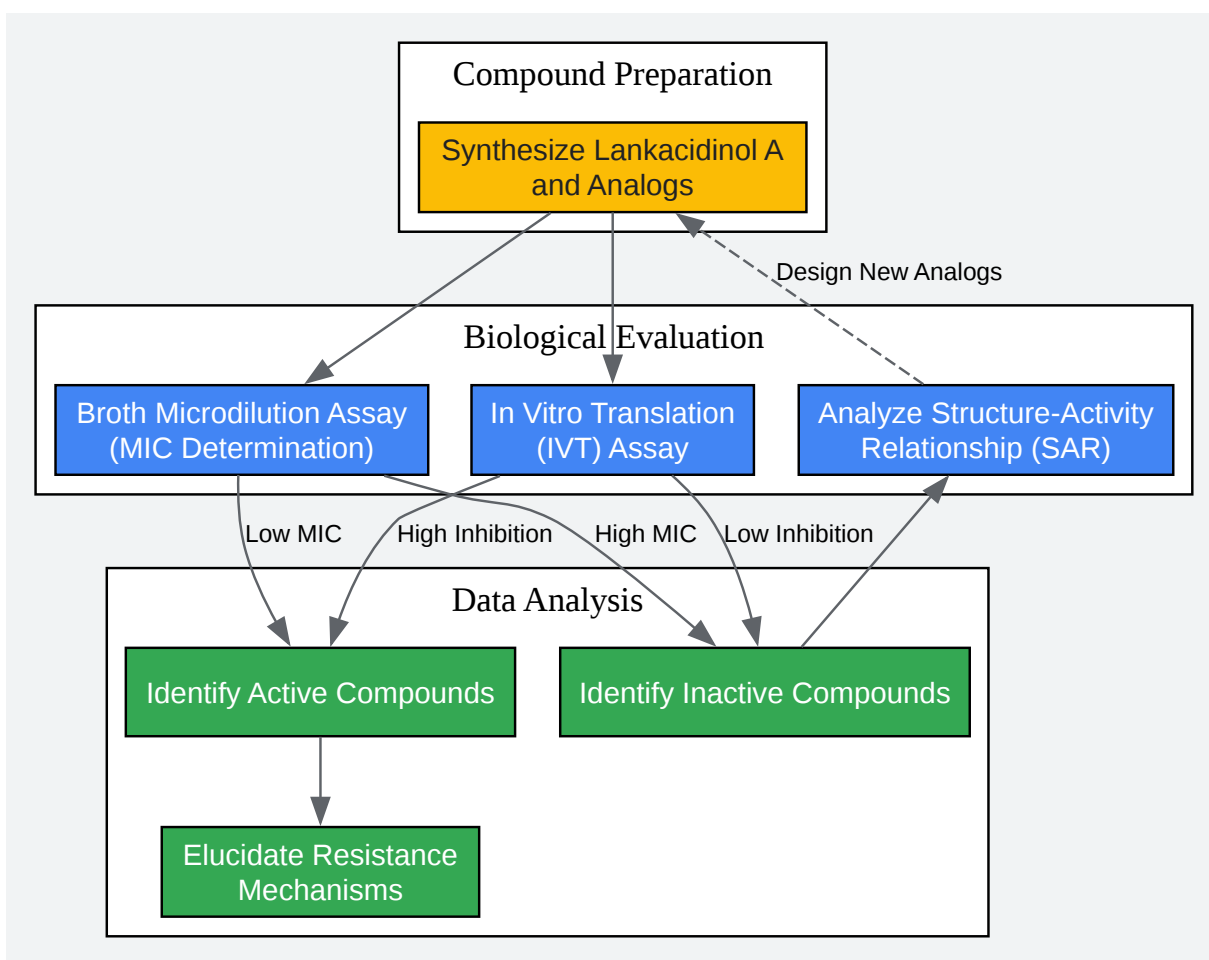 Compound Preparation
Synthesize Lankacidinol A
and Analogs
Design New Analogs
Biological Evaluation
Broth Microdilution Assay
(MIC Determination)
In Vitro Translation
(IVT) Assay
Analyze Structure-Activity
Relationship (SAR)
Low MIC
High Inhibition
High MIC
Low Inhibition
Data Analysis
Identify Active Compounds
Identify Inactive Compounds
Elucidate Resistance
Mechanisms